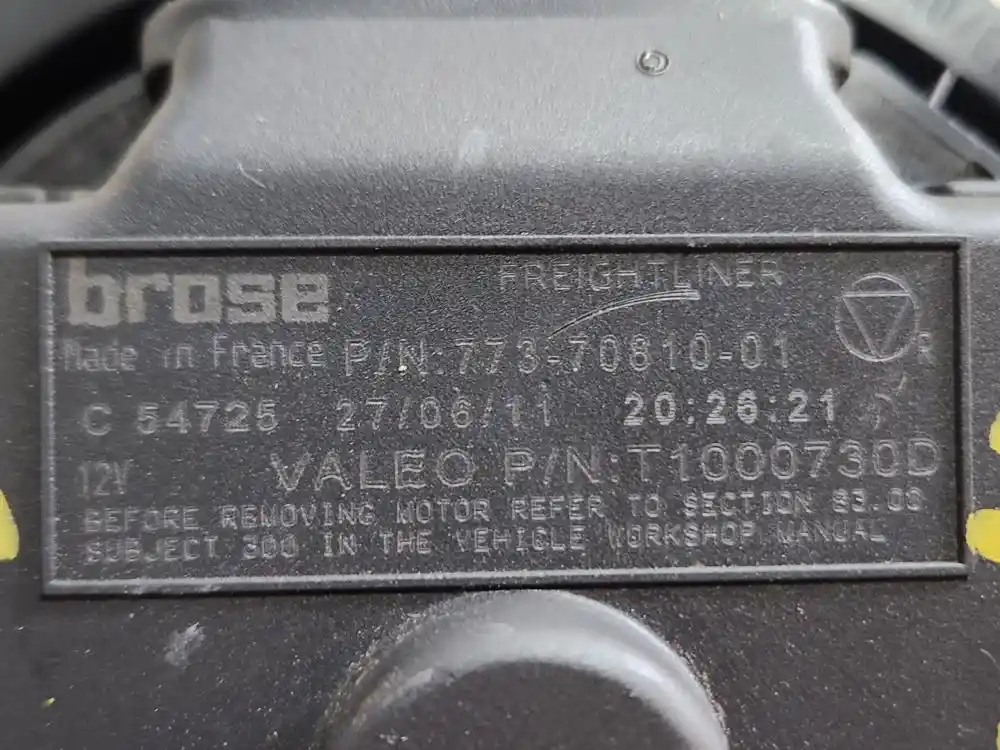 brose
FREIGHTLINER
Made in France P/N:773-70810-01
R
C 54725 27/06/11 20:26:21
12V VALEO P/N:T1000730D
BEFORE REMOVING MOTOR REFER TO SECTION 83.00
SUBJECT 300 IN THE VEHICLE WORKSHOP MANUAL